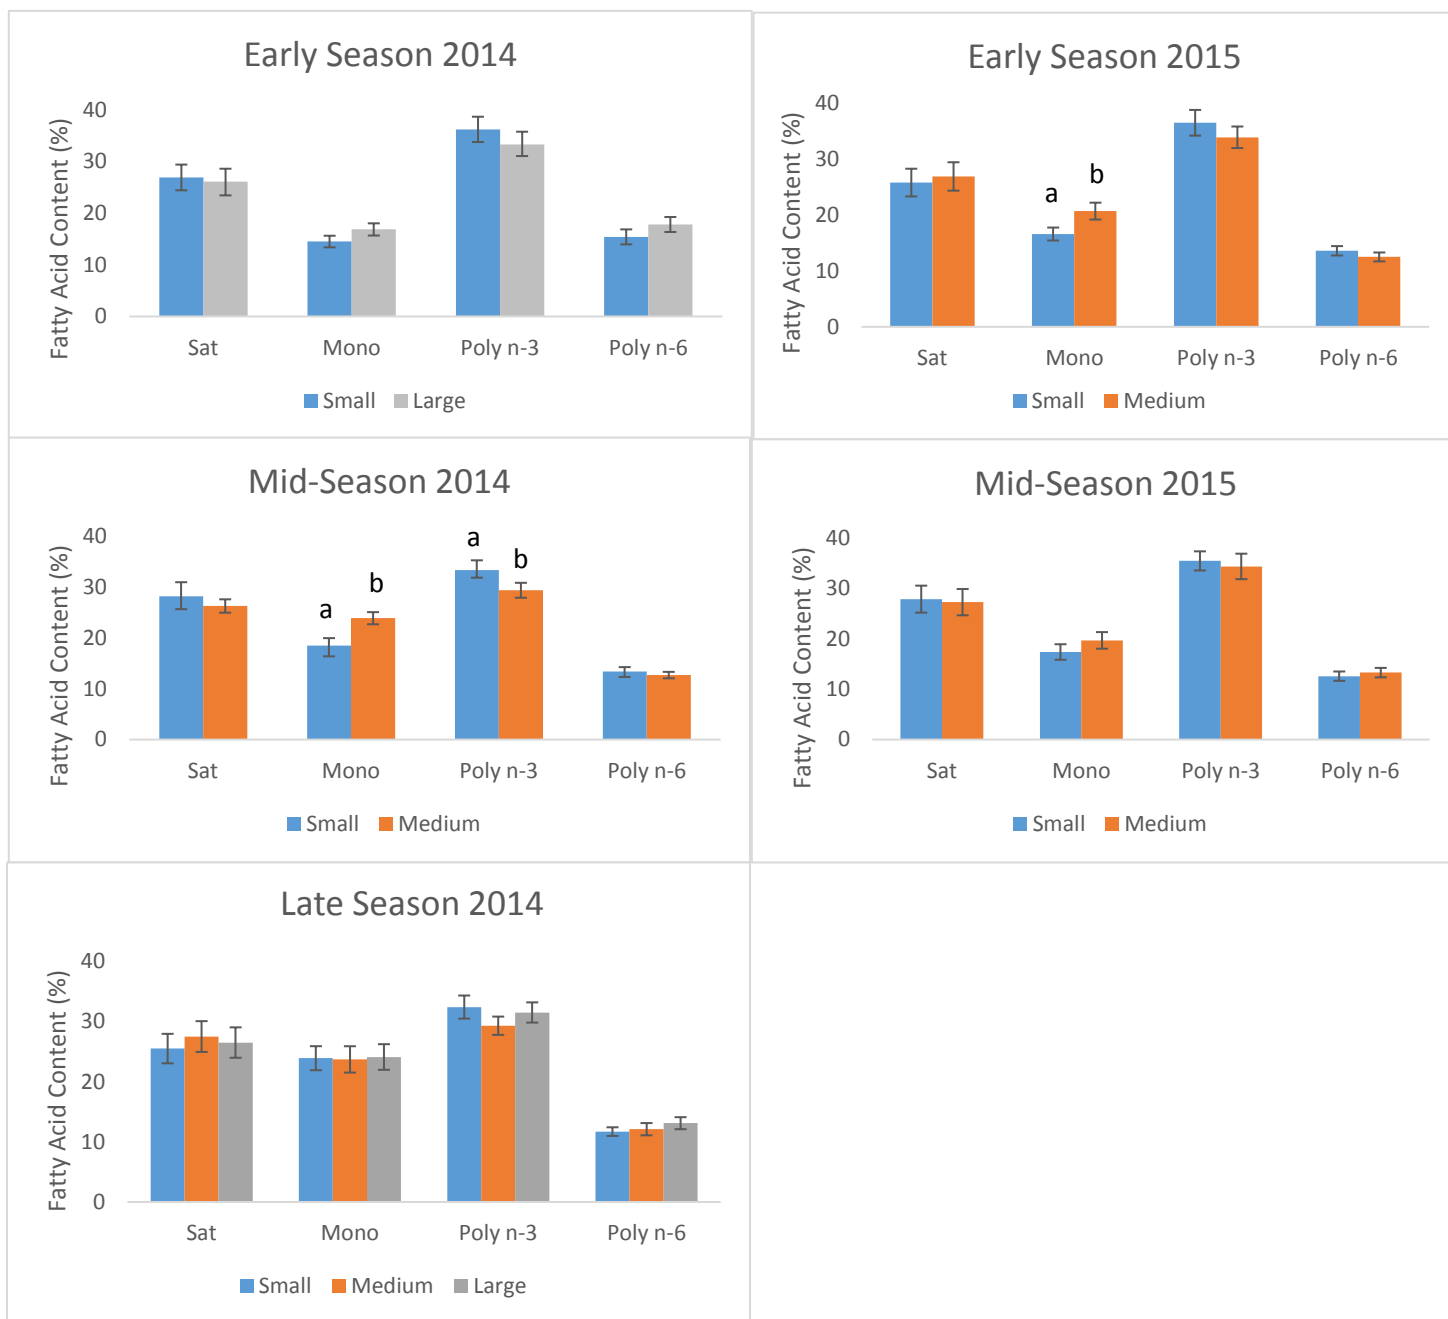 Early Season 2014
Fatty Acid Content (%)
40
30
20
10
0
Sat Mono Poly n-3 Poly n-6
Small Large
Early Season 2015
Fatty Acid Content (%)
40
30
20
10
0
a b
Sat Mono Poly n-3 Poly n-6
Small Medium
Mid-Season 2014
Fatty Acid Content (%)
40
30
20
10
0
a b a b
Sat Mono Poly n-3 Poly n-6
Small Medium
Mid-Season 2015
Fatty Acid Content (%)
40
30
20
10
0
Sat Mono Poly n-3 Poly n-6
Small Medium
Late Season 2014
Fatty Acid Content (%)
40
30
20
10
0
Sat Mono Poly n-3 Poly n-6
Small Medium Large